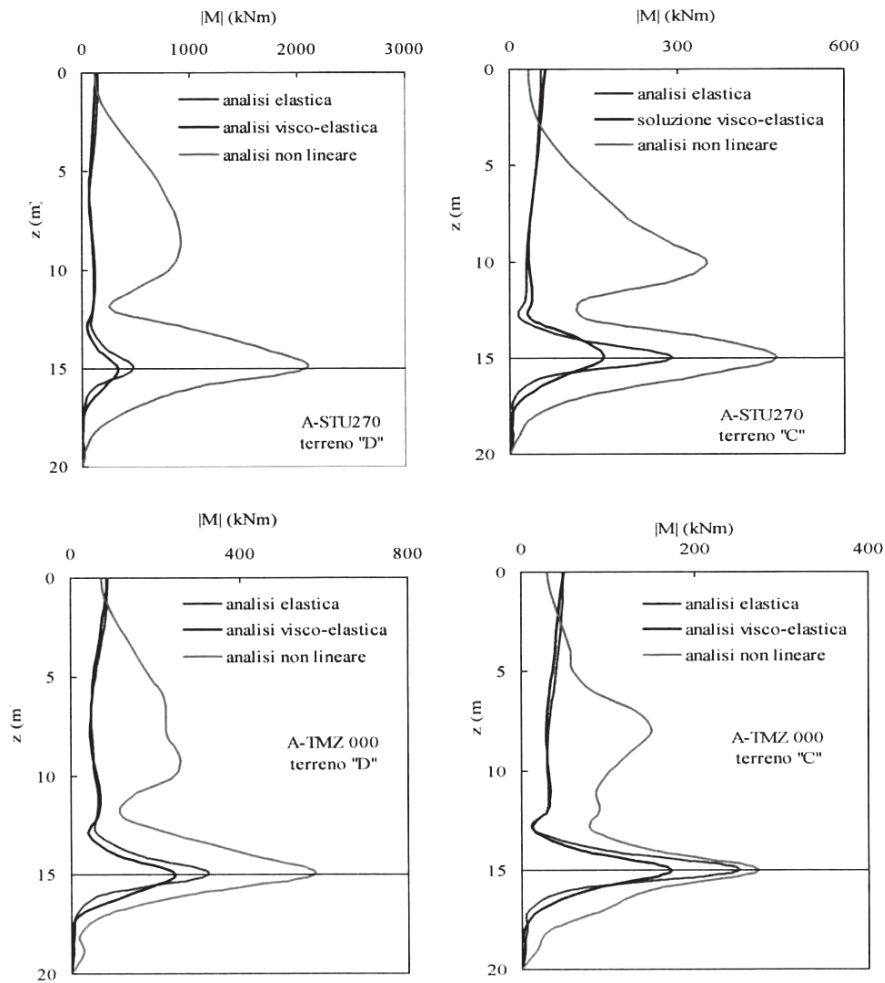 |M| (kNm)
0 1000 2000 3000
0
5
10
15
20
z (m)
analisi elastica
analisi visco-elastica
analisi non lineare
A-STU270
terreno "D"
|M| (kNm)
0 300 600
0
5
10
15
20
z (m
analisi elastica
soluzione visco-elastica
analisi non lineare
A-STU270
terreno "C"
|M| (kNm)
0 400 800
0
5
10
15
20
z (m
analisi elastica
analisi visco-elastica
analisi non lineare
A-TMZ 000
terreno "D"
|M| (kNm)
0 200 400
0
5
10
15
20
z (m
analisi elastica
analisi visco-elastica
analisi non lineare
A-TMZ 000
terreno "C"